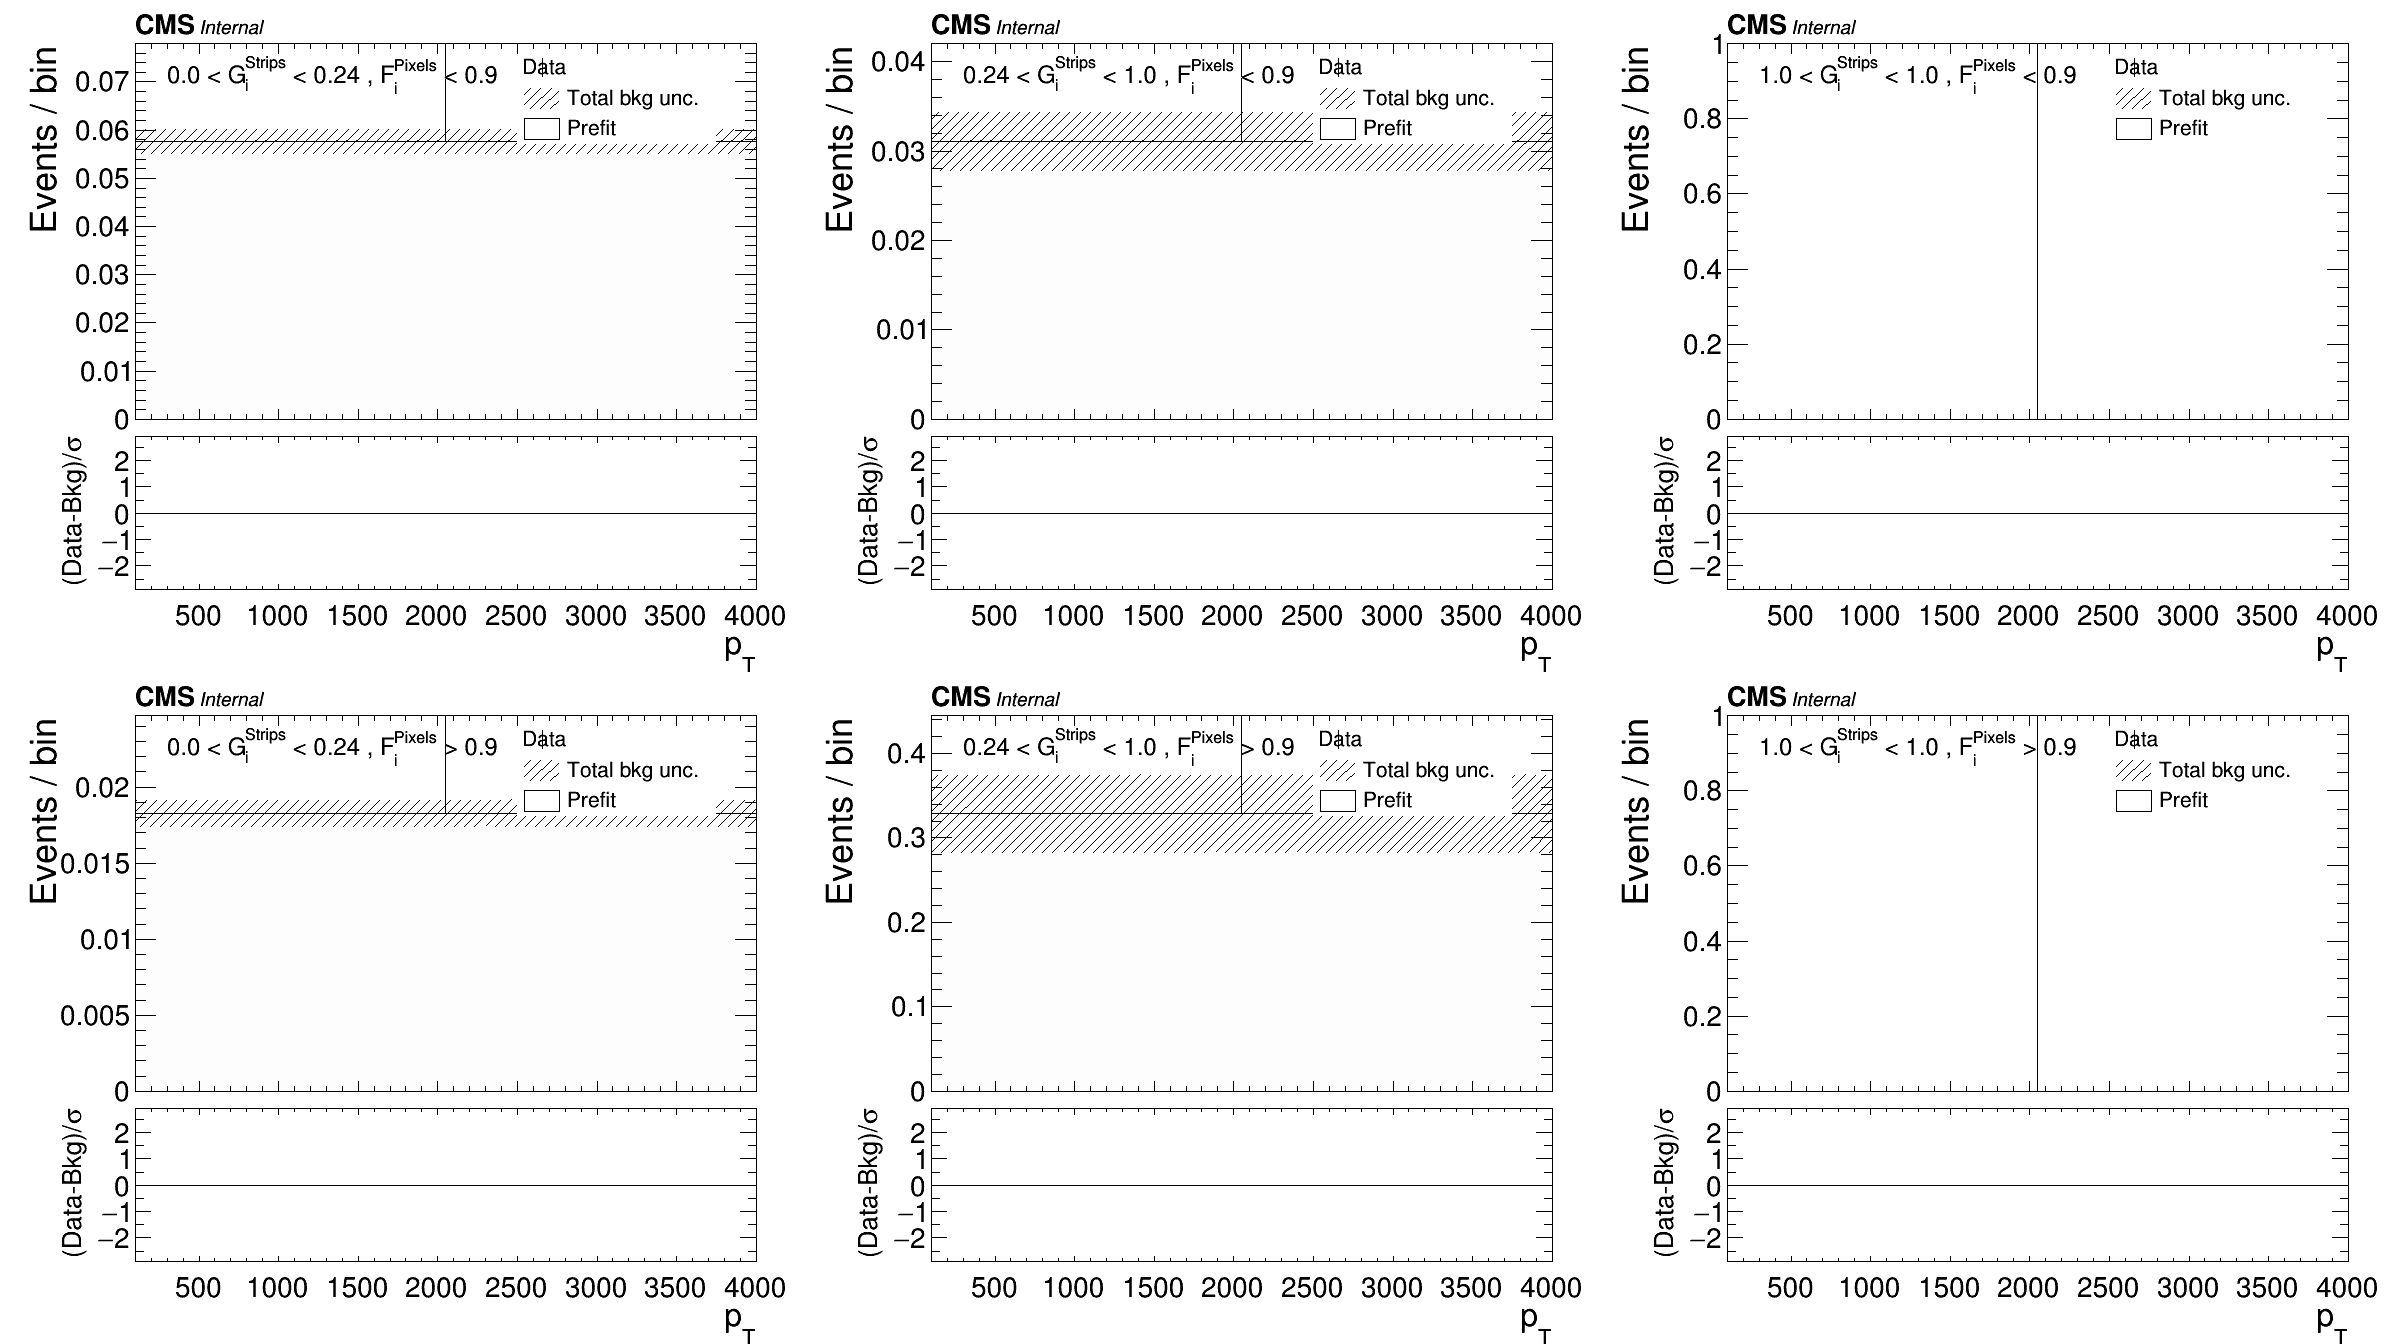 CMS Internal
Events / bin
0.0 < G_i^Strips < 0.24 , F_i^Pixels < 0.9
Data
Total bkg unc.
Prefit
0.07
0.06
0.05
0.04
0.03
0.02
0.01
0
(Data-Bkg)/σ
2
1
0
−1
−2
500 1000 1500 2000 2500 3000 3500 4000
p_T
CMS Internal
Events / bin
0.24 < G_i^Strips < 1.0 , F_i^Pixels < 0.9
Data
Total bkg unc.
Prefit
0.04
0.03
0.02
0.01
0
(Data-Bkg)/σ
2
1
0
−1
−2
500 1000 1500 2000 2500 3000 3500 4000
p_T
CMS Internal
Events / bin
1.0 < G_i^Strips < 1.0 , F_i^Pixels < 0.9
Data
Total bkg unc.
Prefit
1
0.8
0.6
0.4
0.2
0
(Data-Bkg)/σ
2
1
0
−1
−2
500 1000 1500 2000 2500 3000 3500 4000
p_T
CMS Internal
Events / bin
0.0 < G_i^Strips < 0.24 , F_i^Pixels > 0.9
Data
Total bkg unc.
Prefit
0.02
0.015
0.01
0.005
0
(Data-Bkg)/σ
2
1
0
−1
−2
500 1000 1500 2000 2500 3000 3500 4000
p_T
CMS Internal
Events / bin
0.24 < G_i^Strips < 1.0 , F_i^Pixels > 0.9
Data
Total bkg unc.
Prefit
0.4
0.3
0.2
0.1
0
(Data-Bkg)/σ
2
1
0
−1
−2
500 1000 1500 2000 2500 3000 3500 4000
p_T
CMS Internal
Events / bin
1.0 < G_i^Strips < 1.0 , F_i^Pixels > 0.9
Data
Total bkg unc.
Prefit
1
0.8
0.6
0.4
0.2
0
(Data-Bkg)/σ
2
1
0
−1
−2
500 1000 1500 2000 2500 3000 3500 4000
p_T